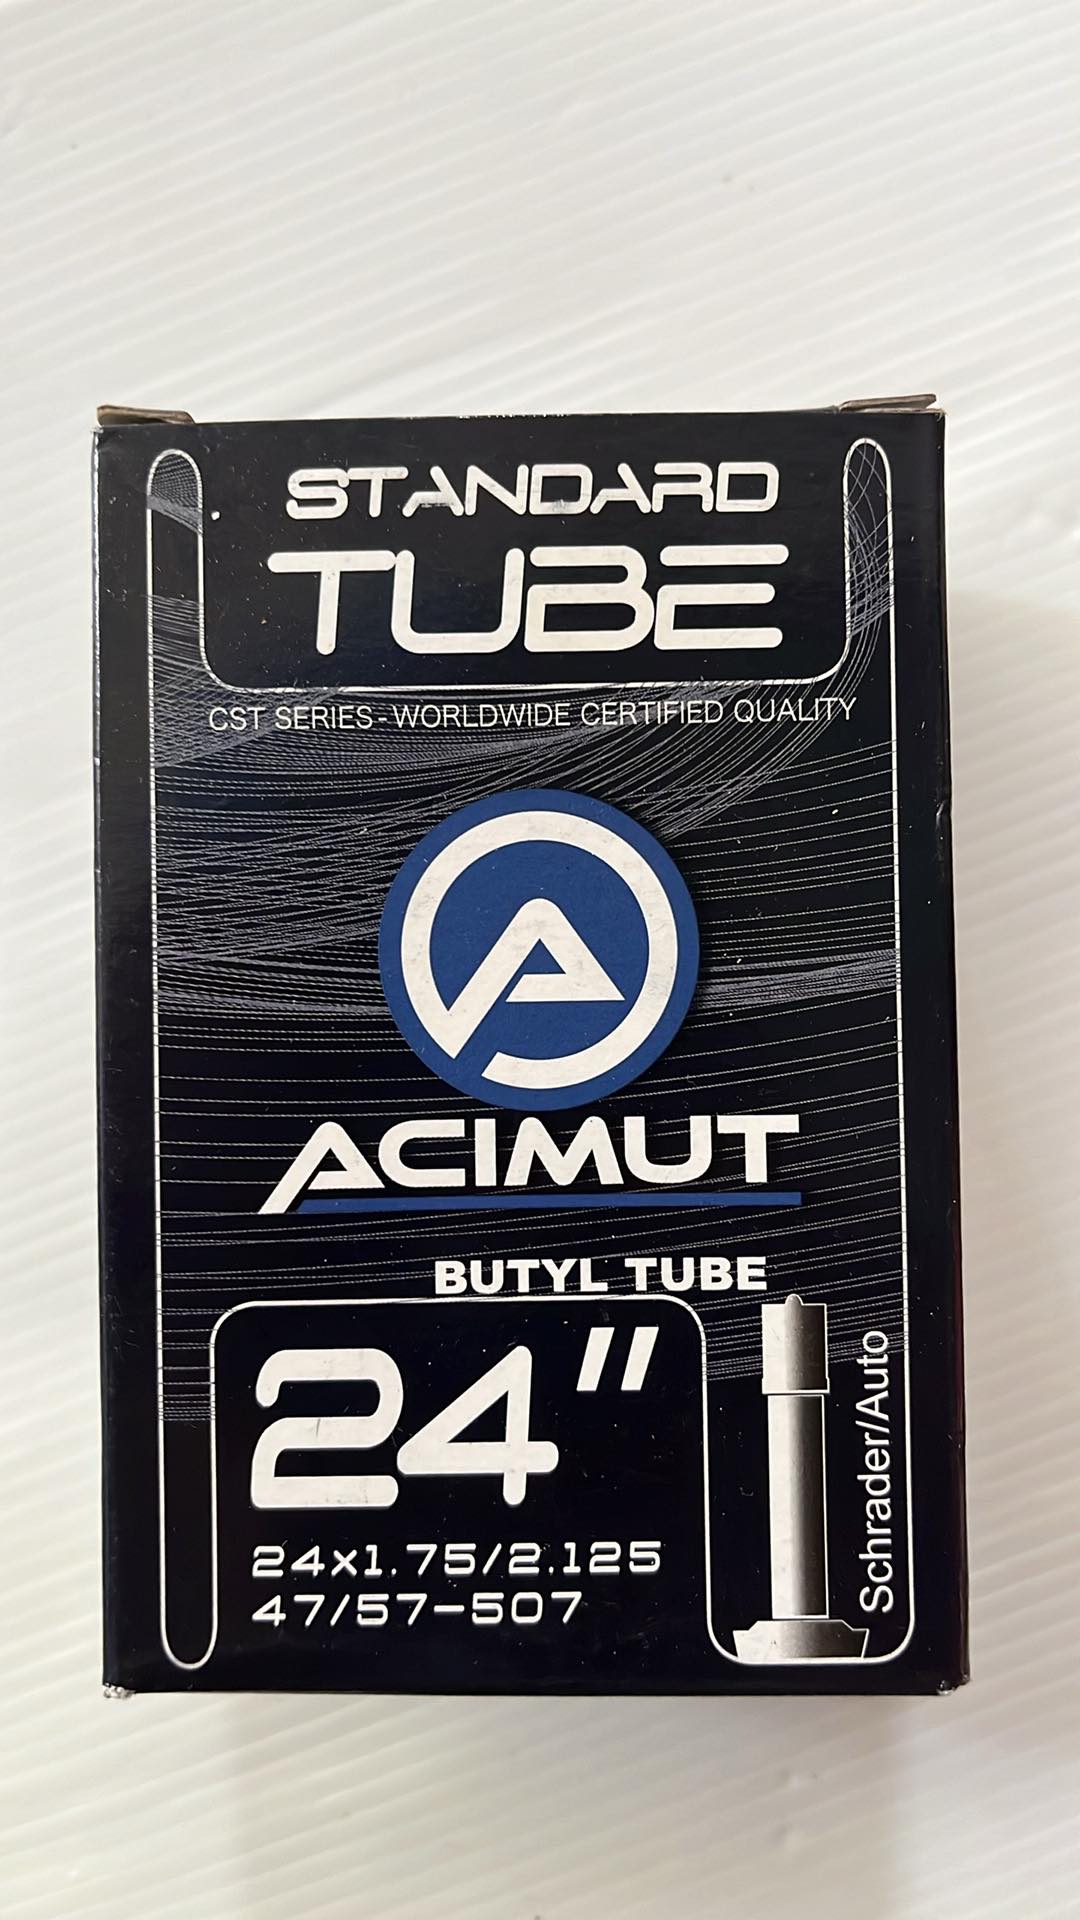 STANDARD
TUBE
CST SERIES - WORLDWIDE CERTIFIED QUALITY
ACIMUT
BUTYL TUBE
24"
24x1.75/2.125
47/57-507
Schrader/Auto